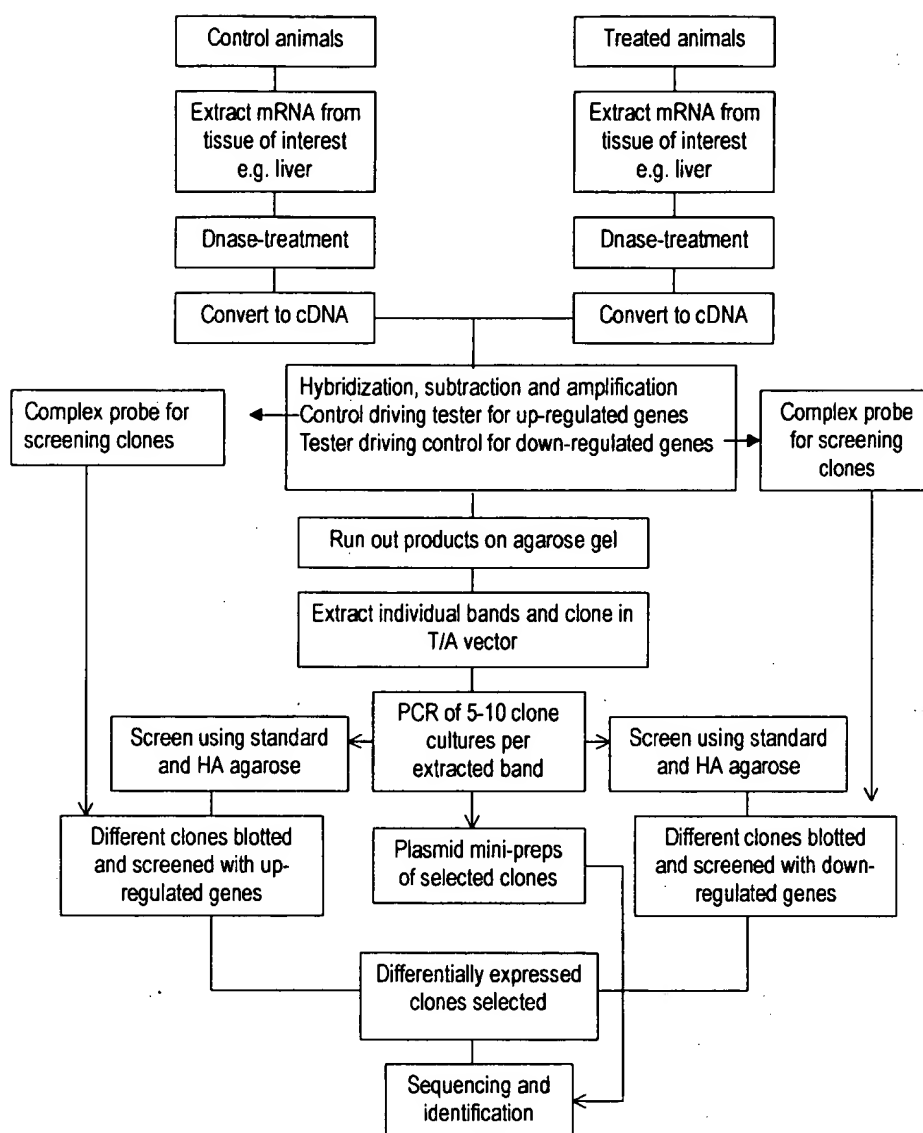 Control animals
Treated animals
Extract mRNA from
tissue of interest
e.g. liver
Extract mRNA from
tissue of interest
e.g. liver
Dnase-treatment
Dnase-treatment
Convert to cDNA
Convert to cDNA
Hybridization, subtraction and amplification
Control driving tester for up-regulated genes
Tester driving control for down-regulated genes
Complex probe for
screening clones
Complex probe
for screening
clones
Run out products on agarose gel
Extract individual bands and clone in
T/A vector
PCR of 5-10 clone
cultures per
extracted band
Screen using standard
and HA agarose
Screen using standard
and HA agarose
Different clones blotted
and screened with up-
regulated genes
Plasmid mini-preps
of selected clones
Different clones blotted
and screened with down-
regulated genes
Differentially expressed
clones selected
Sequencing and
identification